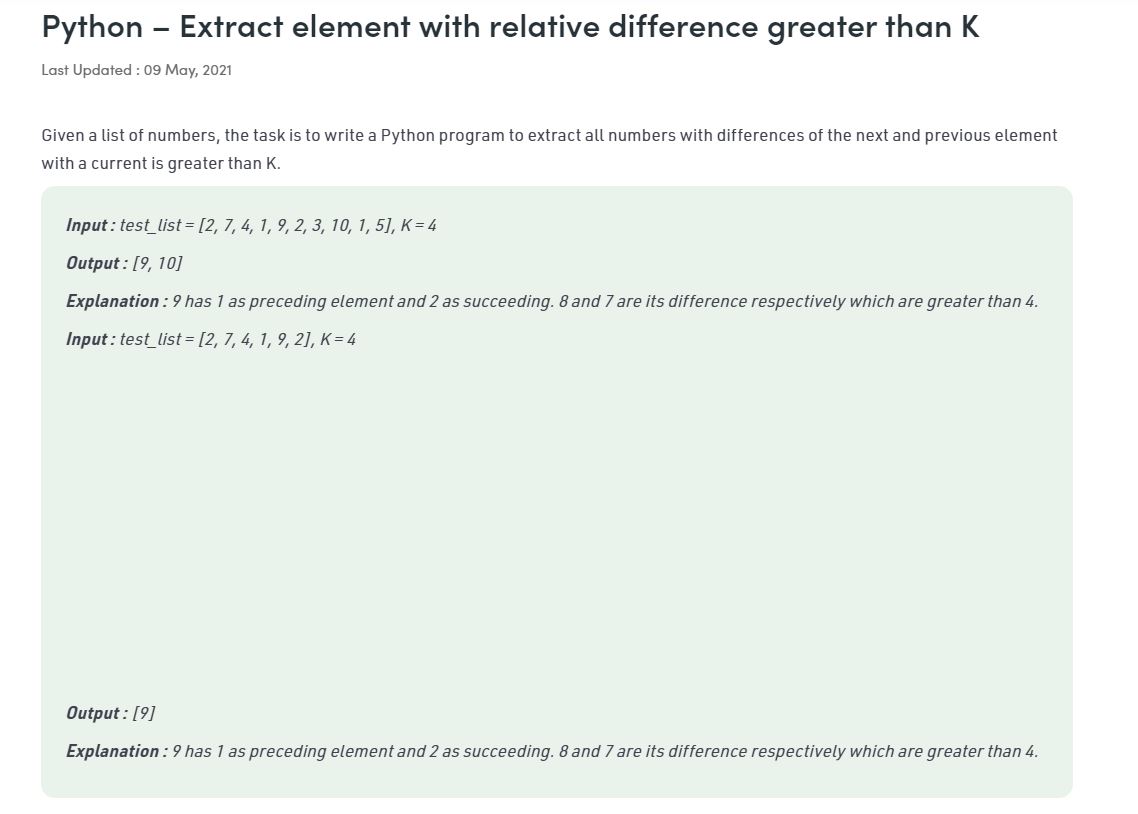 Python – Extract element with relative difference greater than K
Last Updated : 09 May, 2021
Given a list of numbers, the task is to write a Python program to extract all numbers with differences of the next and previous element
with a current is greater than K.
Input : test_list = [2, 7, 4, 1, 9, 2, 3, 10, 1, 5], K = 4
Output : [9, 10]
Explanation : 9 has 1 as preceding element and 2 as succeeding. 8 and 7 are its difference respectively which are greater than 4.
Input : test_list = [2, 7, 4, 1, 9, 2], K = 4
Output : [9]
Explanation : 9 has 1 as preceding element and 2 as succeeding. 8 and 7 are its difference respectively which are greater than 4.